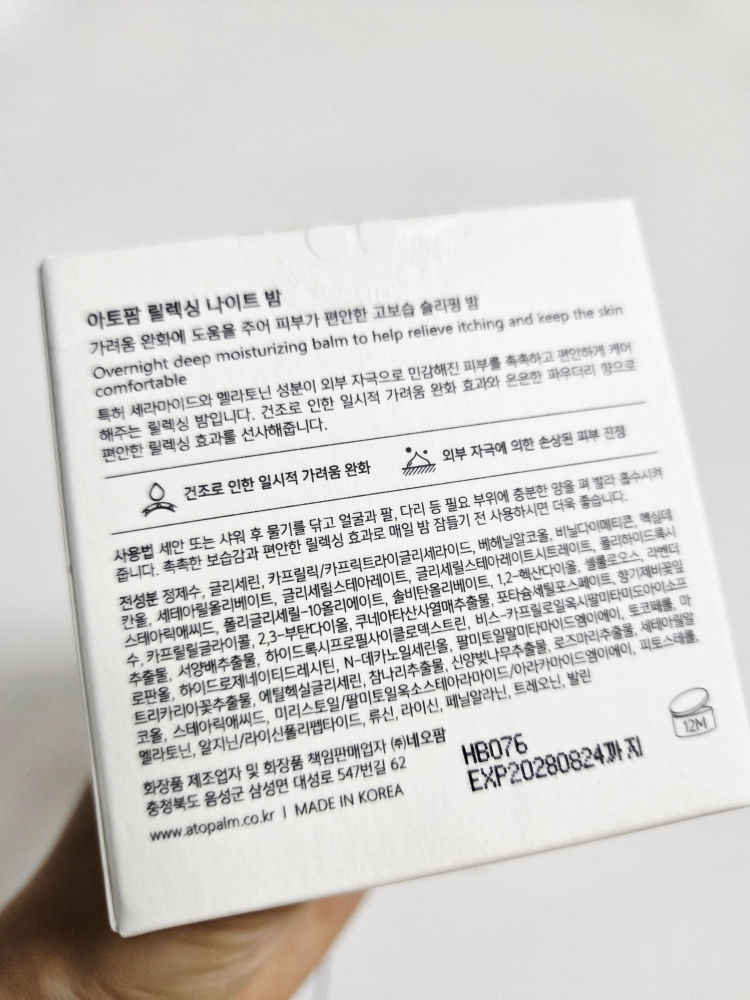 아토팜 릴렉싱 나이트 밤
가려움 완화에 도움을 주어 피부가 편안한 고보습 슬리핑 밤
Overnight deep moisturizing balm to help relieve itching and keep the skin
comfortable
특허 세라마이드와 멜라토닌 성분이 외부 자극으로 민감해진 피부를 촉촉하고 편안하게 케어
해주는 릴렉싱 밤입니다. 건조로 인한 일시적 가려움 완화 효과와 은은한 파우더리 향으로
편안한 릴렉싱 효과를 선사해줍니다.
건조로 인한 일시적 가려움 완화
외부 자극에 의한 손상된 피부 진정
사용법 세안 또는 샤워 후 물기를 닦고 얼굴과 팔, 다리 등 필요 부위에 충분한 양을 펴 발라 흡수시켜
줍니다. 촉촉한 보습감과 편안한 릴렉싱 효과로 매일 밤 잠들기 전 사용하시면 더욱 좋습니다.
전성분 정제수, 글리세린, 카프릴릭/카프릭트라이글리세라이드, 베헤닐알코올, 비닐다이메티콘, 헥실데
칸올, 세테아릴올리베이트, 글리세릴스테아레이트, 글리세릴스테아레이트시트레이트, 폴리하이드록시
스테아릭애씨드, 폴리글리세릴-10올리에이트, 솔비탄올리베이트, 1,2-헥산다이올, 셀룰로오스, 라벤더
수, 카프릴릴글라이콜, 2,3-부탄다이올, 쿠네아타산사열매추출물, 포타슘세틸포스페이트, 향기제비꽃잎
추출물, 서양배추출물, 하이드록시프로필사이클로덱스트린, 비스-카프릴로일옥시팔미타미도아이소프
로판올, 하이드로제네이티드레시틴, N-데카노일세린올, 팔미토일팔미타마이드엠이에이, 토코페롤, 마
트리카리아꽃추출물, 에틸헥실글리세린, 참나리추출물, 신양벚나무추출물, 로즈마리추출물, 세테아릴알
코올, 스테아릭애씨드, 미리스토일/팔미토일옥소스테아라마이드/아라카마이드엠이에이, 피토스테롤,
멜라토닌, 알지닌/라이신폴리펩타이드, 류신, 라이신, 페닐알라닌, 트레오닌, 발린
화장품 제조업자 및 화장품 책임판매업자 ㈜네오팜
충청북도 음성군 삼성면 대성로 547번길 62
www.atopalm.co.kr | MADE IN KOREA
HB076
EXP20280824까지
12M